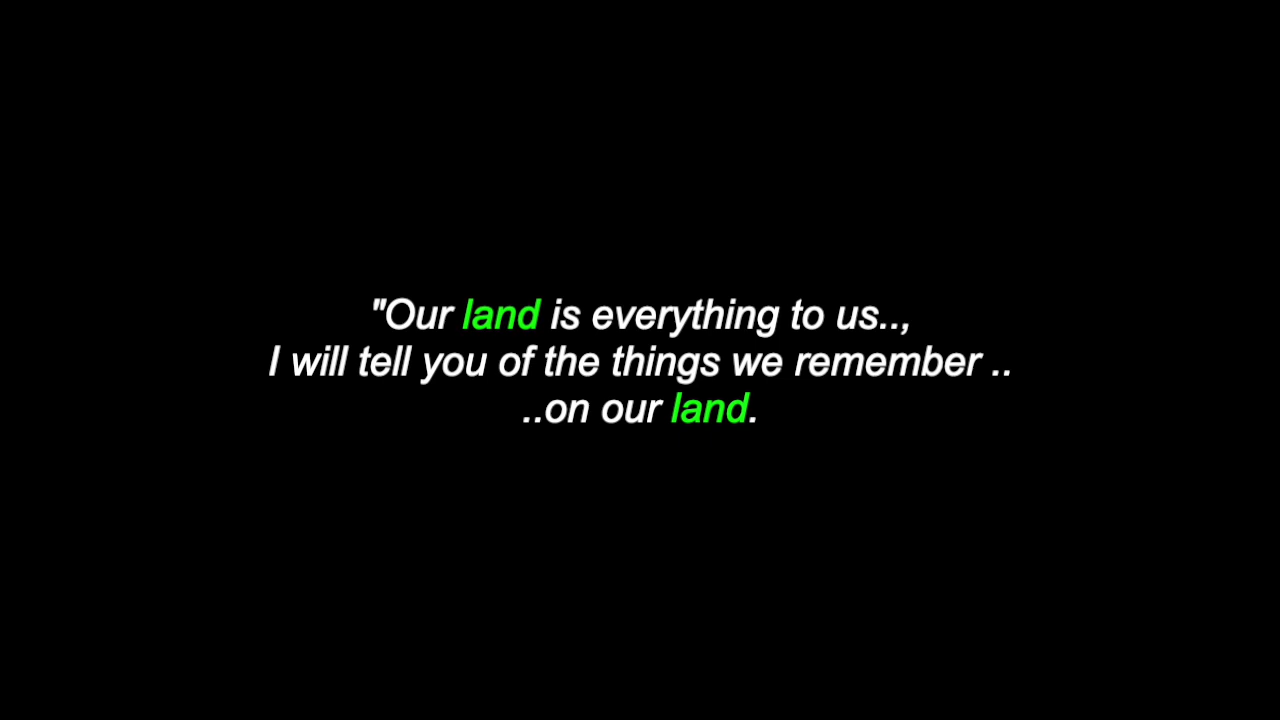 "Our land is everything to us..,
I will tell you of the things we remember ..
..on our land.